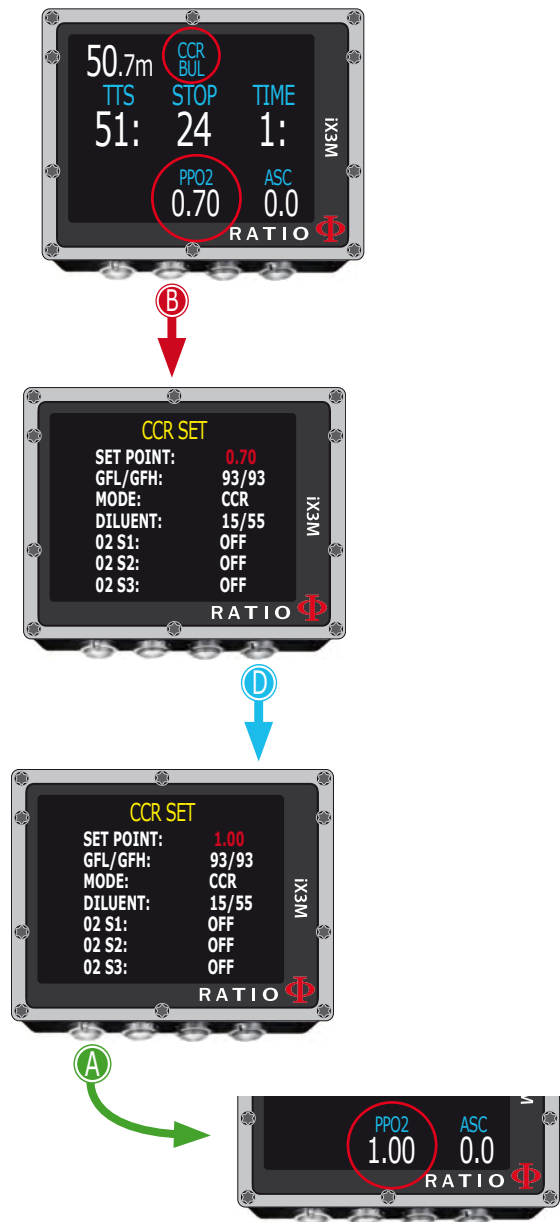 50.7m CCR
BUL
TTS STOP TIME
51: 24 1:
PPO2 ASC
0.70 0.0
iX3M
RATIO
B
CCR SET
SET POINT: 0.70
GFL/GFH: 93/93
MODE: CCR
DILUENT: 15/55
02 S1: OFF
02 S2: OFF
02 S3: OFF
iX3M
RATIO
D
CCR SET
SET POINT: 1.00
GFL/GFH: 93/93
MODE: CCR
DILUENT: 15/55
02 S1: OFF
02 S2: OFF
02 S3: OFF
iX3M
RATIO
A
PPO2 ASC
1.00 0.0
RATIO